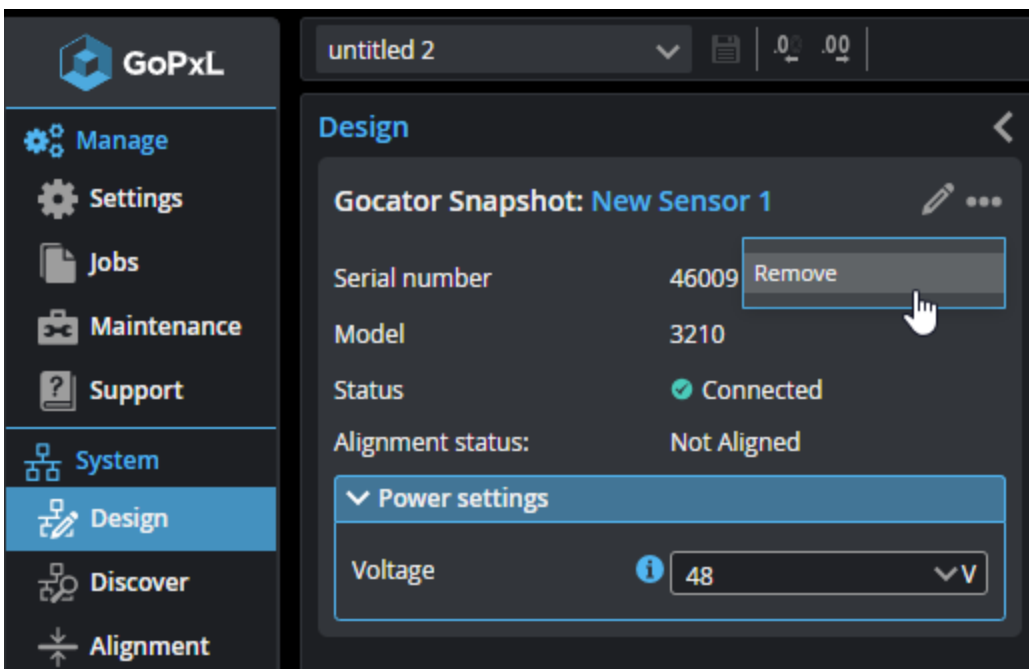 GoPxL
untitled 2
.00
.00
Manage
Settings
Jobs
Maintenance
Support
System
Design
Discover
Alignment
Design
Gocator Snapshot: New Sensor 1
Serial number 46009
Remove
Model 3210
Status Connected
Alignment status: Not Aligned
Power settings
Voltage 48 V